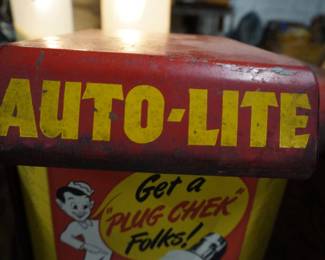 AUTO-LITE
Get a
"PLUG CHEK"
Folks!